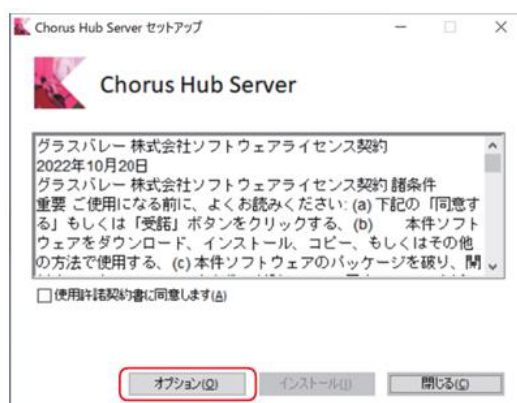 Chorus Hub Server セットアップ
Chorus Hub Server
グラスバレー 株式会社ソフトウェアライセンス契約
2022年10月20日
グラスバレー 株式会社ソフトウェアライセンス契約 諸条件
重要 ご使用になる前に、よくお読みください: (a) 下記の「同意す
る」もしくは「受諾」ボタンをクリックする、(b) 本件ソフト
ウェアをダウンロード、インストール、コピー、もしくはその他
の方法で使用する、(c) 本件ソフトウェアのパッケージを破り、開
使用許諾契約書に同意します(A)
オプション(O) インストール(I) 閉じる(C)